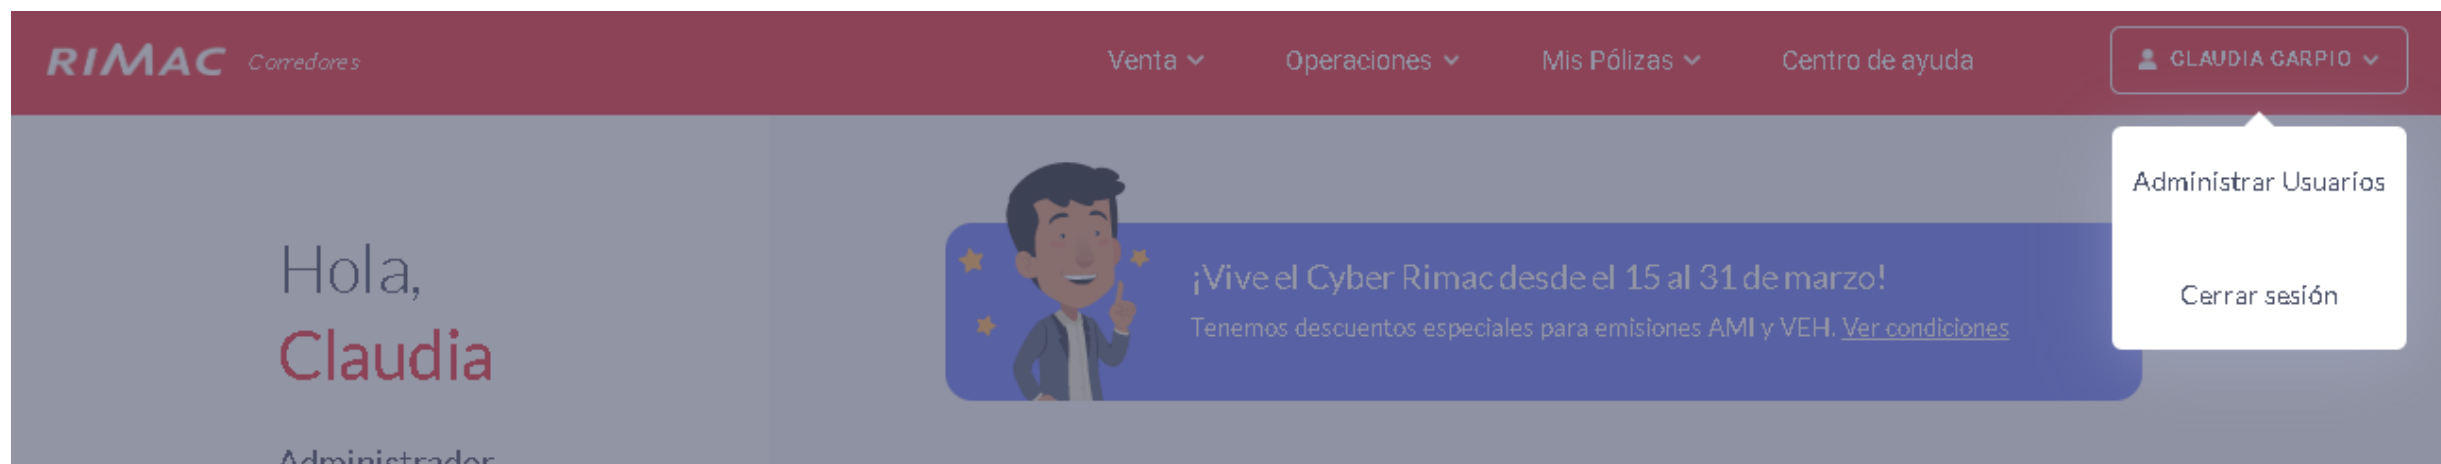 RIMAC Corredores
Venta
Operaciones
Mis Pólizas
Centro de ayuda
CLAUDIA CARPIO
Administrar Usuarios
Cerrar sesión
Hola,
Claudia
Administrador
¡Vive el Cyber Rimac desde el 15 al 31 de marzo!
Tenemos descuentos especiales para emisiones AMI y VEH. Ver condiciones